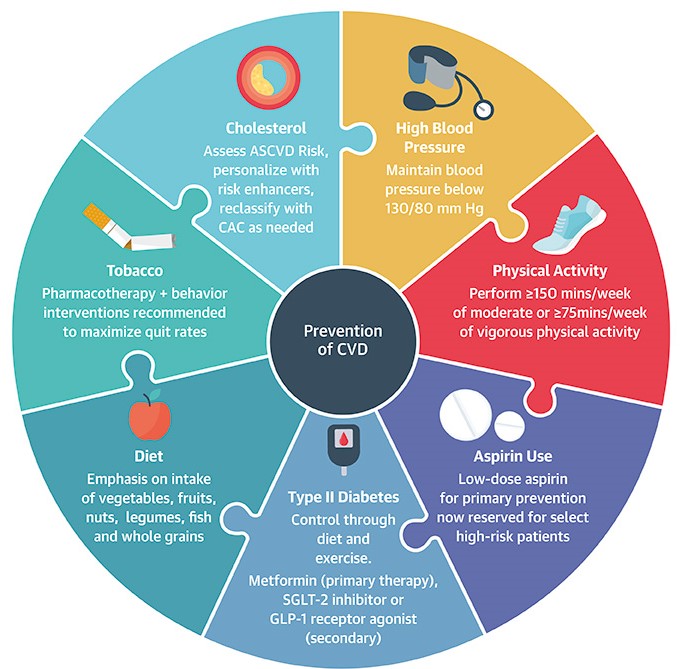 Prevention
of CVD
Cholesterol
Assess ASCVD Risk,
personalize with
risk enhancers,
reclassify with
CAC as needed
High Blood
Pressure
Maintain blood
pressure below
130/80 mm Hg
Physical Activity
Perform ≥150 mins/week
of moderate or ≥75mins/week
of vigorous physical activity
Aspirin Use
Low-dose aspirin
for primary prevention
now reserved for select
high-risk patients
Type II Diabetes
Control through
diet and
exercise.
Metformin (primary therapy),
SGLT-2 inhibitor or
GLP-1 receptor agonist
(secondary)
Diet
Emphasis on intake
of vegetables, fruits,
nuts, legumes, fish
and whole grains
Tobacco
Pharmacotherapy + behavior
interventions recommended
to maximize quit rates